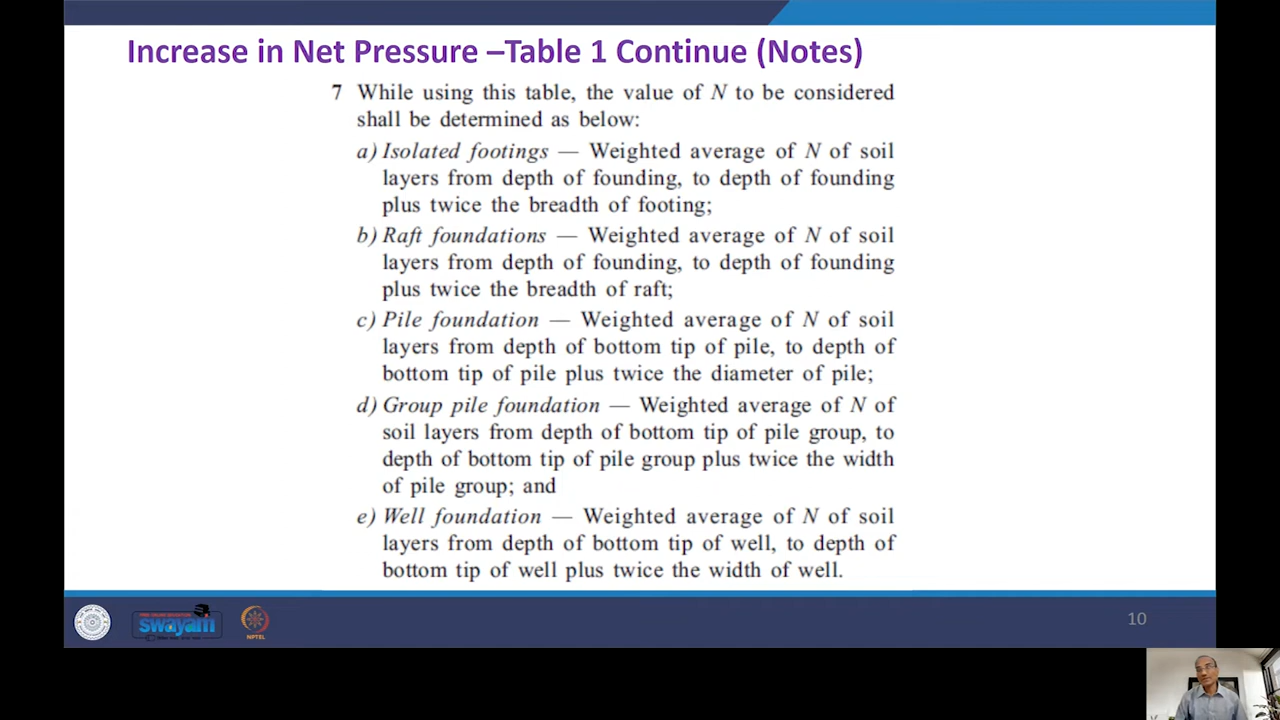 Increase in Net Pressure –Table 1 Continue (Notes)
7 While using this table, the value of N to be considered
shall be determined as below:
a) Isolated footings — Weighted average of N of soil
layers from depth of founding, to depth of founding
plus twice the breadth of footing;
b) Raft foundations — Weighted average of N of soil
layers from depth of founding, to depth of founding
plus twice the breadth of raft;
c) Pile foundation — Weighted average of N of soil
layers from depth of bottom tip of pile, to depth of
bottom tip of pile plus twice the diameter of pile;
d) Group pile foundation — Weighted average of N of
soil layers from depth of bottom tip of pile group, to
depth of bottom tip of pile group plus twice the width
of pile group; and
e) Well foundation — Weighted average of N of soil
layers from depth of bottom tip of well, to depth of
bottom tip of well plus twice the width of well.
swayam
NPTEL
10